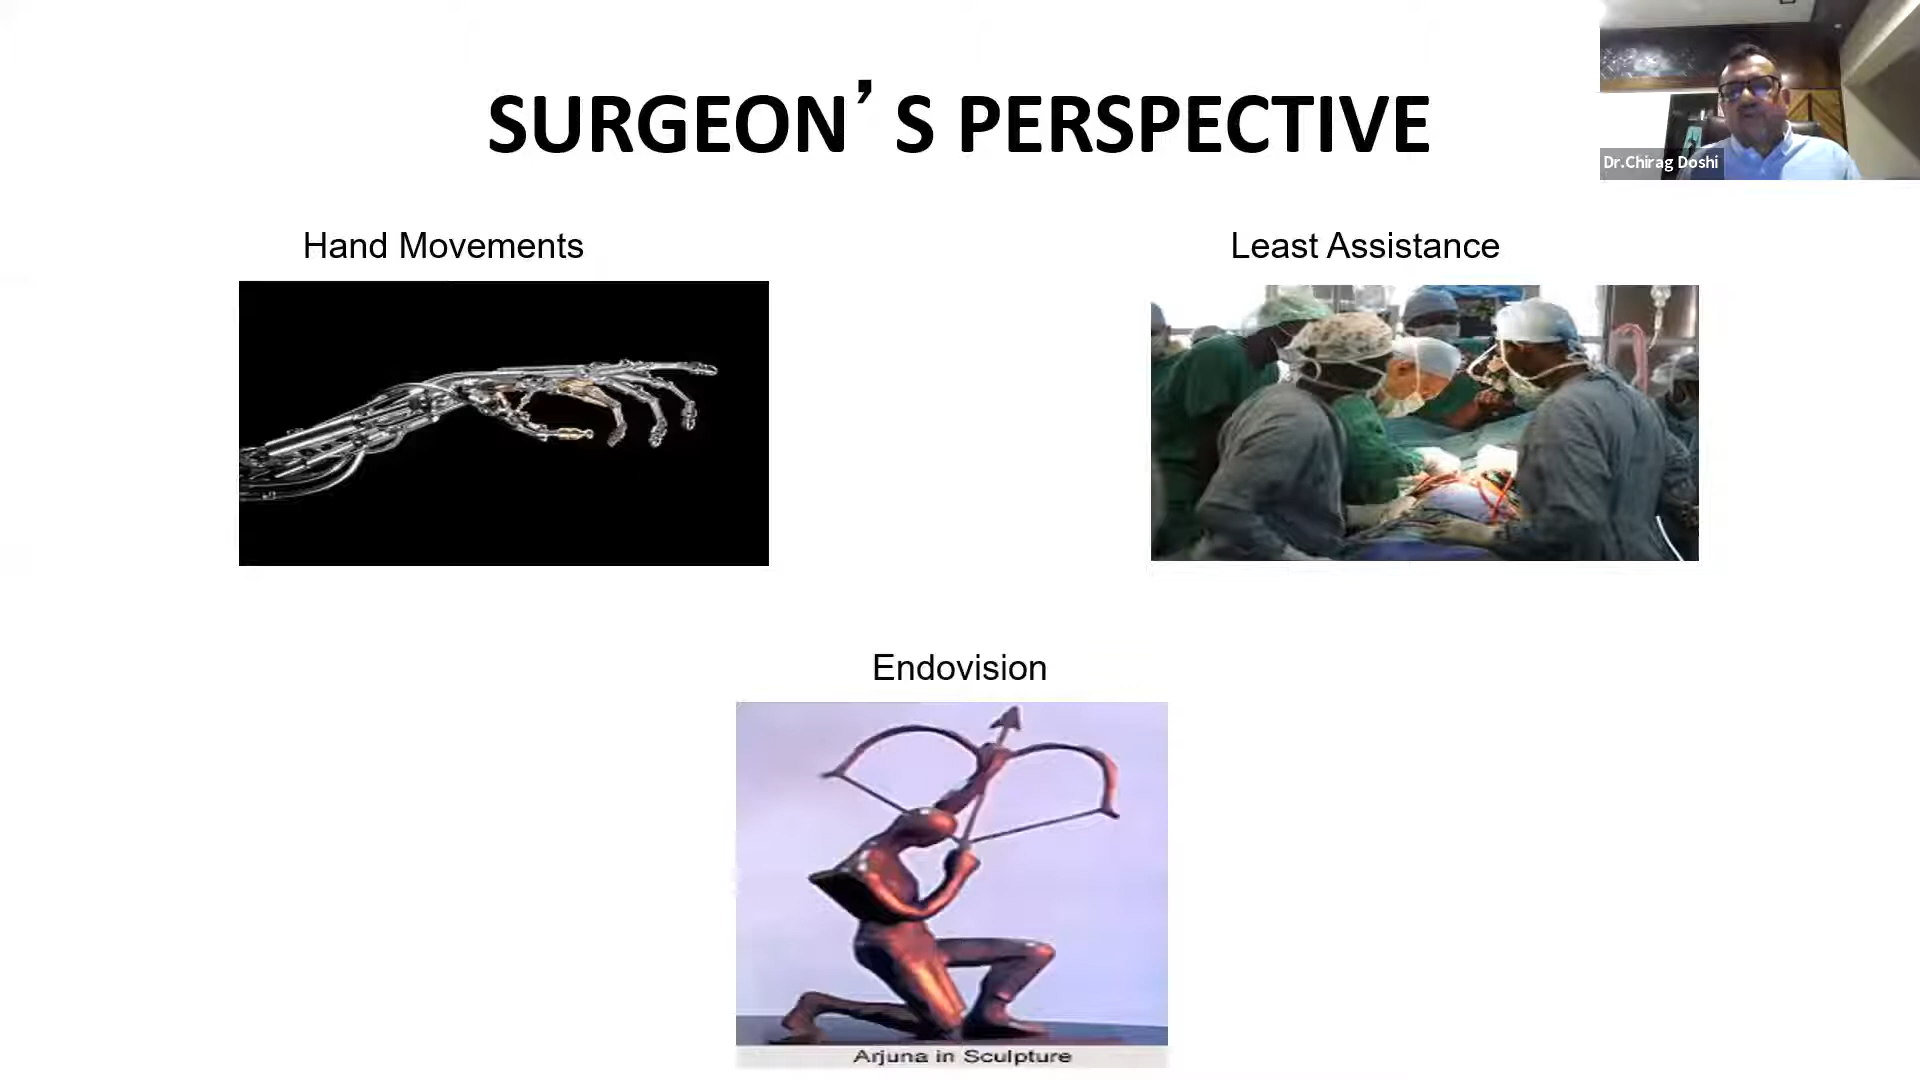 SURGEON’S PERSPECTIVE
Dr.Chirag Doshi
Hand Movements
Least Assistance
Endovision
Arjuna in Sculpture